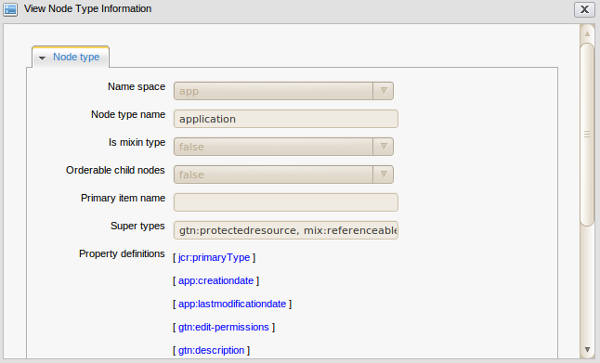 View Node Type Information
X
Node type
Name space app
Node type name application
Is mixin type false
Orderable child nodes false
Primary item name
Super types gtn:protectedresource, mix:referenceable
Property definitions [ jcr:primaryType ]
[ app:creationdate ]
[ app:lastmodificationdate ]
[ gtn:edit-permissions ]
[ gtn:description ]